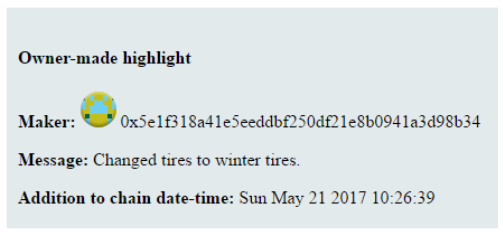 Owner-made highlight
Maker: 0x5e1f318a41e5eeddbf250df21e8b0941a3d98b34
Message: Changed tires to winter tires.
Addition to chain date-time: Sun May 21 2017 10:26:39